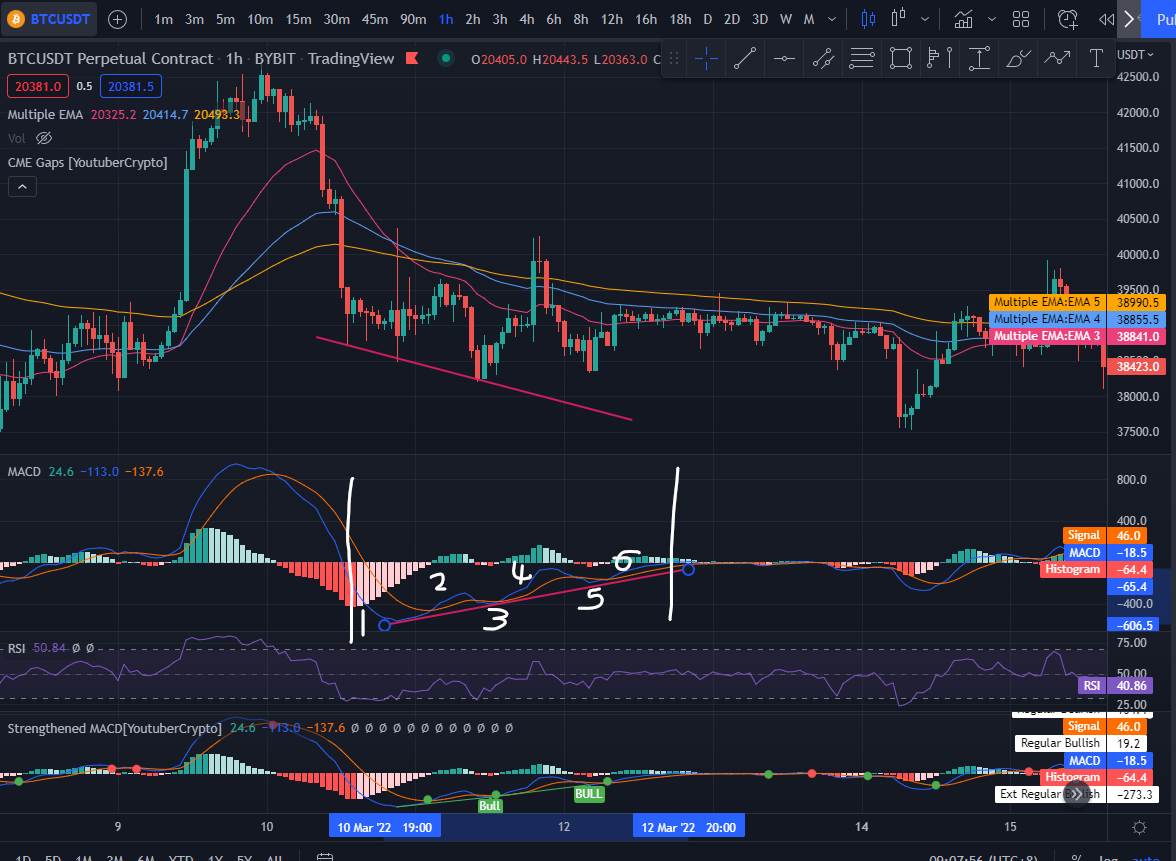 BTCUSDT 1m 3m 5m 10m 15m 30m 45m 90m 1h 2h 3h 4h 6h 8h 12h 16h 18h D 2D 3D W M
BTCUSDT Perpetual Contract · 1h · BYBIT · TradingView O20405.0 H20443.5 L20363.0 C USDT
20381.0 0.5 20381.5
Multiple EMA 20325.2 20414.7 20493.3
Vol
CME Gaps [YoutuberCrypto]
42500.0
42000.0
41500.0
41000.0
40500.0
40000.0
39500.0
Multiple EMA:EMA 5 38990.5
Multiple EMA:EMA 4 38855.5
Multiple EMA:EMA 3 38841.0
38500.0
38423.0
38000.0
37500.0
MACD 24.6 −113.0 −137.6
800.0
400.0
Signal 46.0
MACD −18.5
Histogram −64.4
−65.4
−400.0
−606.5
1 2 3 4 5 6
RSI 50.84 Ø Ø
75.00
50.00
RSI 40.86
25.00
Strengthened MACD[YoutuberCrypto] 24.6 −113.0 −137.6 Ø Ø Ø Ø Ø Ø Ø Ø Ø Ø Ø Ø
Signal 46.0
Regular Bullish 19.2
MACD −18.5
Histogram −64.4
Ext Regular −273.3
Bull
BULL
9 10 10 Mar '22 19:00 12 12 Mar '22 20:00 14 15
1D 5D 1M 3M 6M YTD 1Y 5Y All 09:07:56 (UTC+8) % log auto